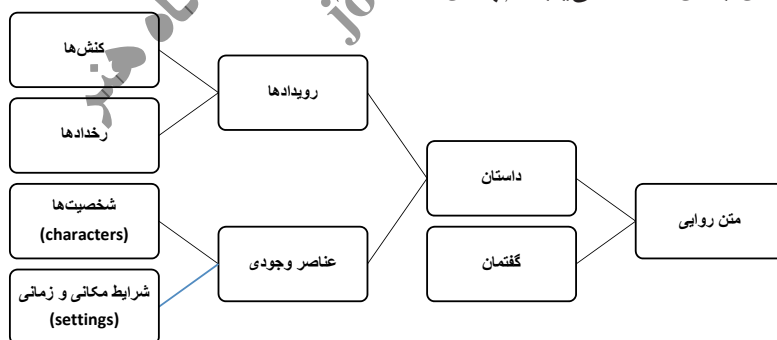 متن روایی
داستان
گفتمان
رویدادها
عناصر وجودی
کنش‌ها
رخدادها
شخصیت‌ها
(characters)
شرایط مکانی و زمانی
(settings)